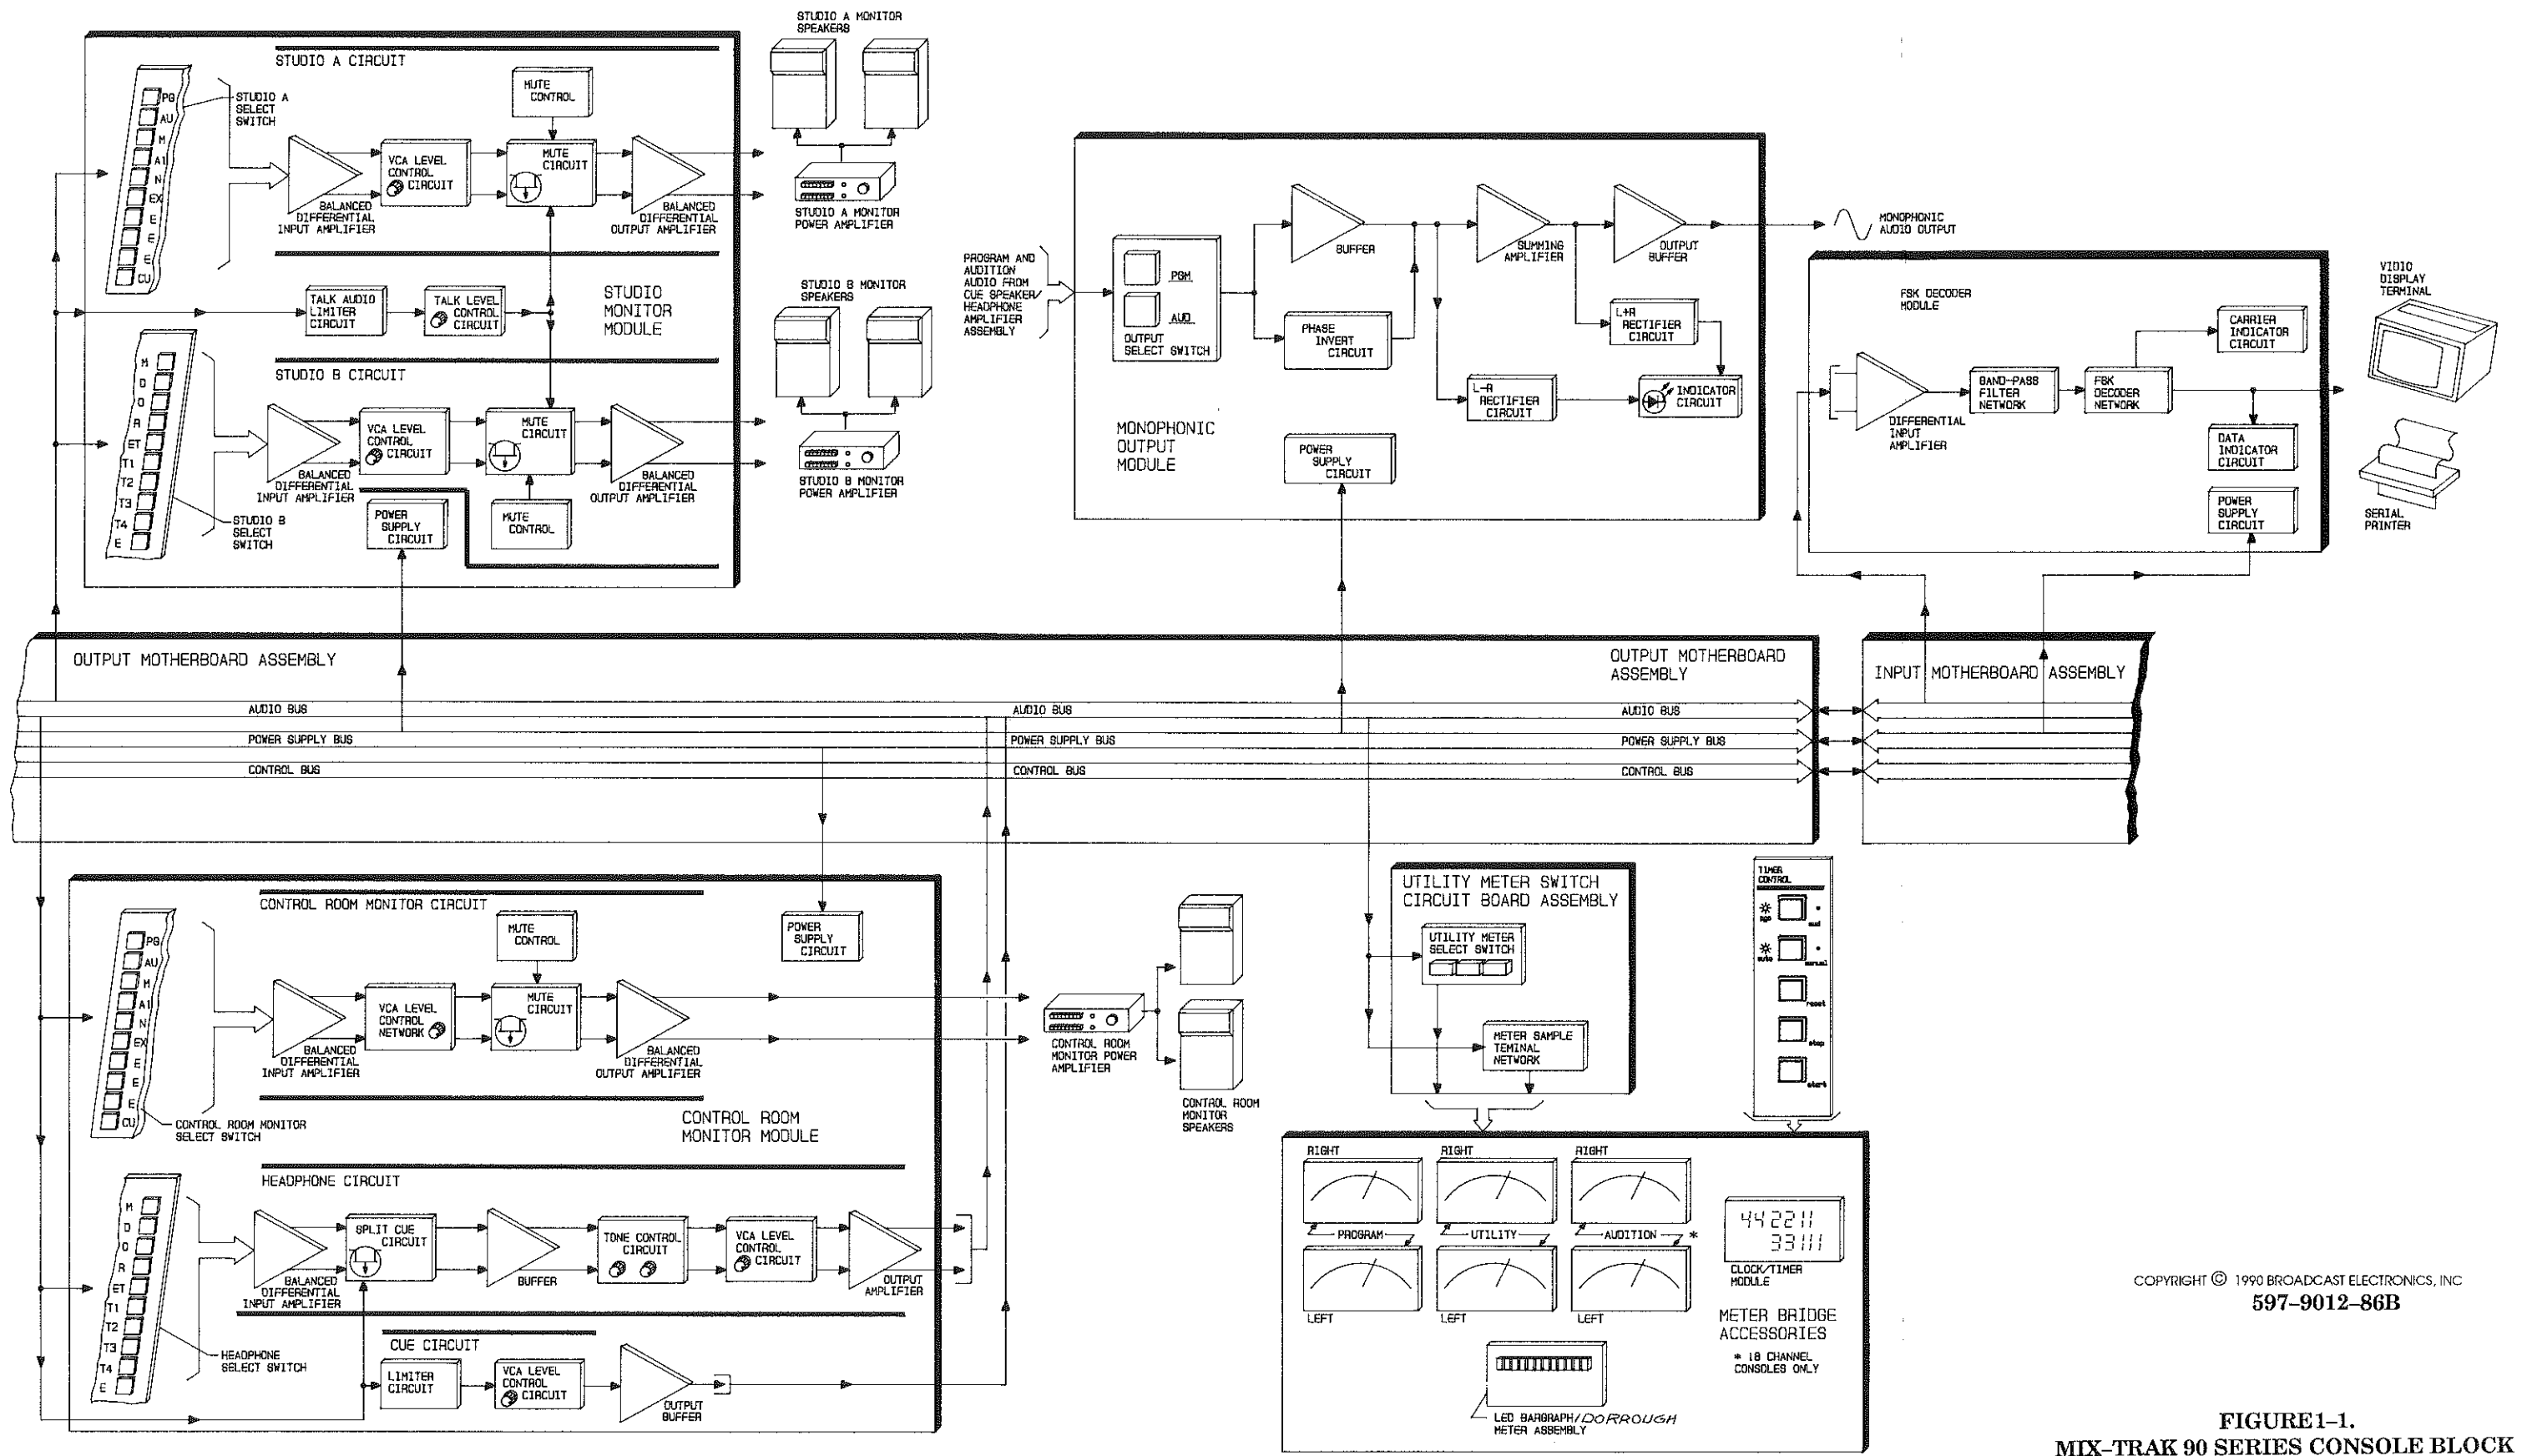 STUDIO A CIRCUIT
PG
AU
M
A1
N
EX
E
E
E
CU
STUDIO A
SELECT
SWITCH
MUTE
CONTROL
VCA LEVEL
CONTROL
CIRCUIT
MUTE
CIRCUIT
BALANCED
DIFFERENTIAL
INPUT AMPLIFIER
BALANCED
DIFFERENTIAL
OUTPUT AMPLIFIER
STUDIO A MONITOR
SPEAKERS
STUDIO A MONITOR
POWER AMPLIFIER
TALK AUDIO
LIMITER
CIRCUIT
TALK LEVEL
CONTROL
CIRCUIT
STUDIO
MONITOR
MODULE
STUDIO B CIRCUIT
M
D
O
R
ET
T1
T2
T3
T4
E
STUDIO B
SELECT
SWITCH
VCA LEVEL
CONTROL
CIRCUIT
MUTE
CIRCUIT
BALANCED
DIFFERENTIAL
INPUT AMPLIFIER
BALANCED
DIFFERENTIAL
OUTPUT AMPLIFIER
POWER
SUPPLY
CIRCUIT
MUTE
CONTROL
STUDIO B MONITOR
SPEAKERS
STUDIO B MONITOR
POWER AMPLIFIER
PROGRAM AND
AUDITION
AUDIO FROM
CUE SPEAKER/
HEADPHONE
AMPLIFIER
ASSEMBLY
PGM
AUD
OUTPUT
SELECT SWITCH
BUFFER
PHASE
INVERT
CIRCUIT
SUMMING
AMPLIFIER
OUTPUT
BUFFER
L+R
RECTIFIER
CIRCUIT
L-R
RECTIFIER
CIRCUIT
INDICATOR
CIRCUIT
MONOPHONIC
OUTPUT
MODULE
POWER
SUPPLY
CIRCUIT
MONOPHONIC
AUDIO OUTPUT
FSK DECODER
MODULE
DIFFERENTIAL
INPUT
AMPLIFIER
BAND-PASS
FILTER
NETWORK
FSK
DECODER
NETWORK
CARRIER
INDICATOR
CIRCUIT
DATA
INDICATOR
CIRCUIT
POWER
SUPPLY
CIRCUIT
VIDIO
DISPLAY
TERMINAL
SERIAL
PRINTER
OUTPUT MOTHERBOARD ASSEMBLY
OUTPUT MOTHERBOARD
ASSEMBLY
INPUT MOTHERBOARD ASSEMBLY
AUDIO BUS
AUDIO BUS
AUDIO BUS
POWER SUPPLY BUS
POWER SUPPLY BUS
POWER SUPPLY BUS
CONTROL BUS
CONTROL BUS
CONTROL BUS
CONTROL ROOM MONITOR CIRCUIT
PG
AU
M
A1
N
EX
E
E
E
CU
CONTROL ROOM MONITOR
SELECT SWITCH
MUTE
CONTROL
POWER
SUPPLY
CIRCUIT
VCA LEVEL
CONTROL
NETWORK
MUTE
CIRCUIT
BALANCED
DIFFERENTIAL
INPUT AMPLIFIER
BALANCED
DIFFERENTIAL
OUTPUT AMPLIFIER
CONTROL ROOM
MONITOR MODULE
CONTROL ROOM
MONITOR POWER
AMPLIFIER
CONTROL ROOM
MONITOR
SPEAKERS
HEADPHONE CIRCUIT
M
D
O
R
ET
T1
T2
T3
T4
E
HEADPHONE
SELECT SWITCH
BALANCED
DIFFERENTIAL
INPUT AMPLIFIER
SPLIT CUE
CIRCUIT
BUFFER
TONE CONTROL
CIRCUIT
VCA LEVEL
CONTROL
CIRCUIT
OUTPUT
AMPLIFIER
CUE CIRCUIT
LIMITER
CIRCUIT
VCA LEVEL
CONTROL
CIRCUIT
OUTPUT
BUFFER
UTILITY METER SWITCH
CIRCUIT BOARD ASSEMBLY
UTILITY METER
SELECT SWITCH
METER SAMPLE
TEMINAL
NETWORK
TIMER
CONTROL
pgm
aud
auto
manual
reset
stop
start
RIGHT
RIGHT
RIGHT
PROGRAM
UTILITY
AUDITION *
LEFT
LEFT
LEFT
442211
33111
CLOCK/TIMER
MODULE
METER BRIDGE
ACCESSORIES
* 18 CHANNEL
CONSOLES ONLY
LED BARGRAPH/DORROUGH
METER ASSEMBLY
COPYRIGHT © 1990 BROADCAST ELECTRONICS, INC
597-9012-86B
FIGURE1-1.
MIX-TRAK 90 SERIES CONSOLE BLOCK